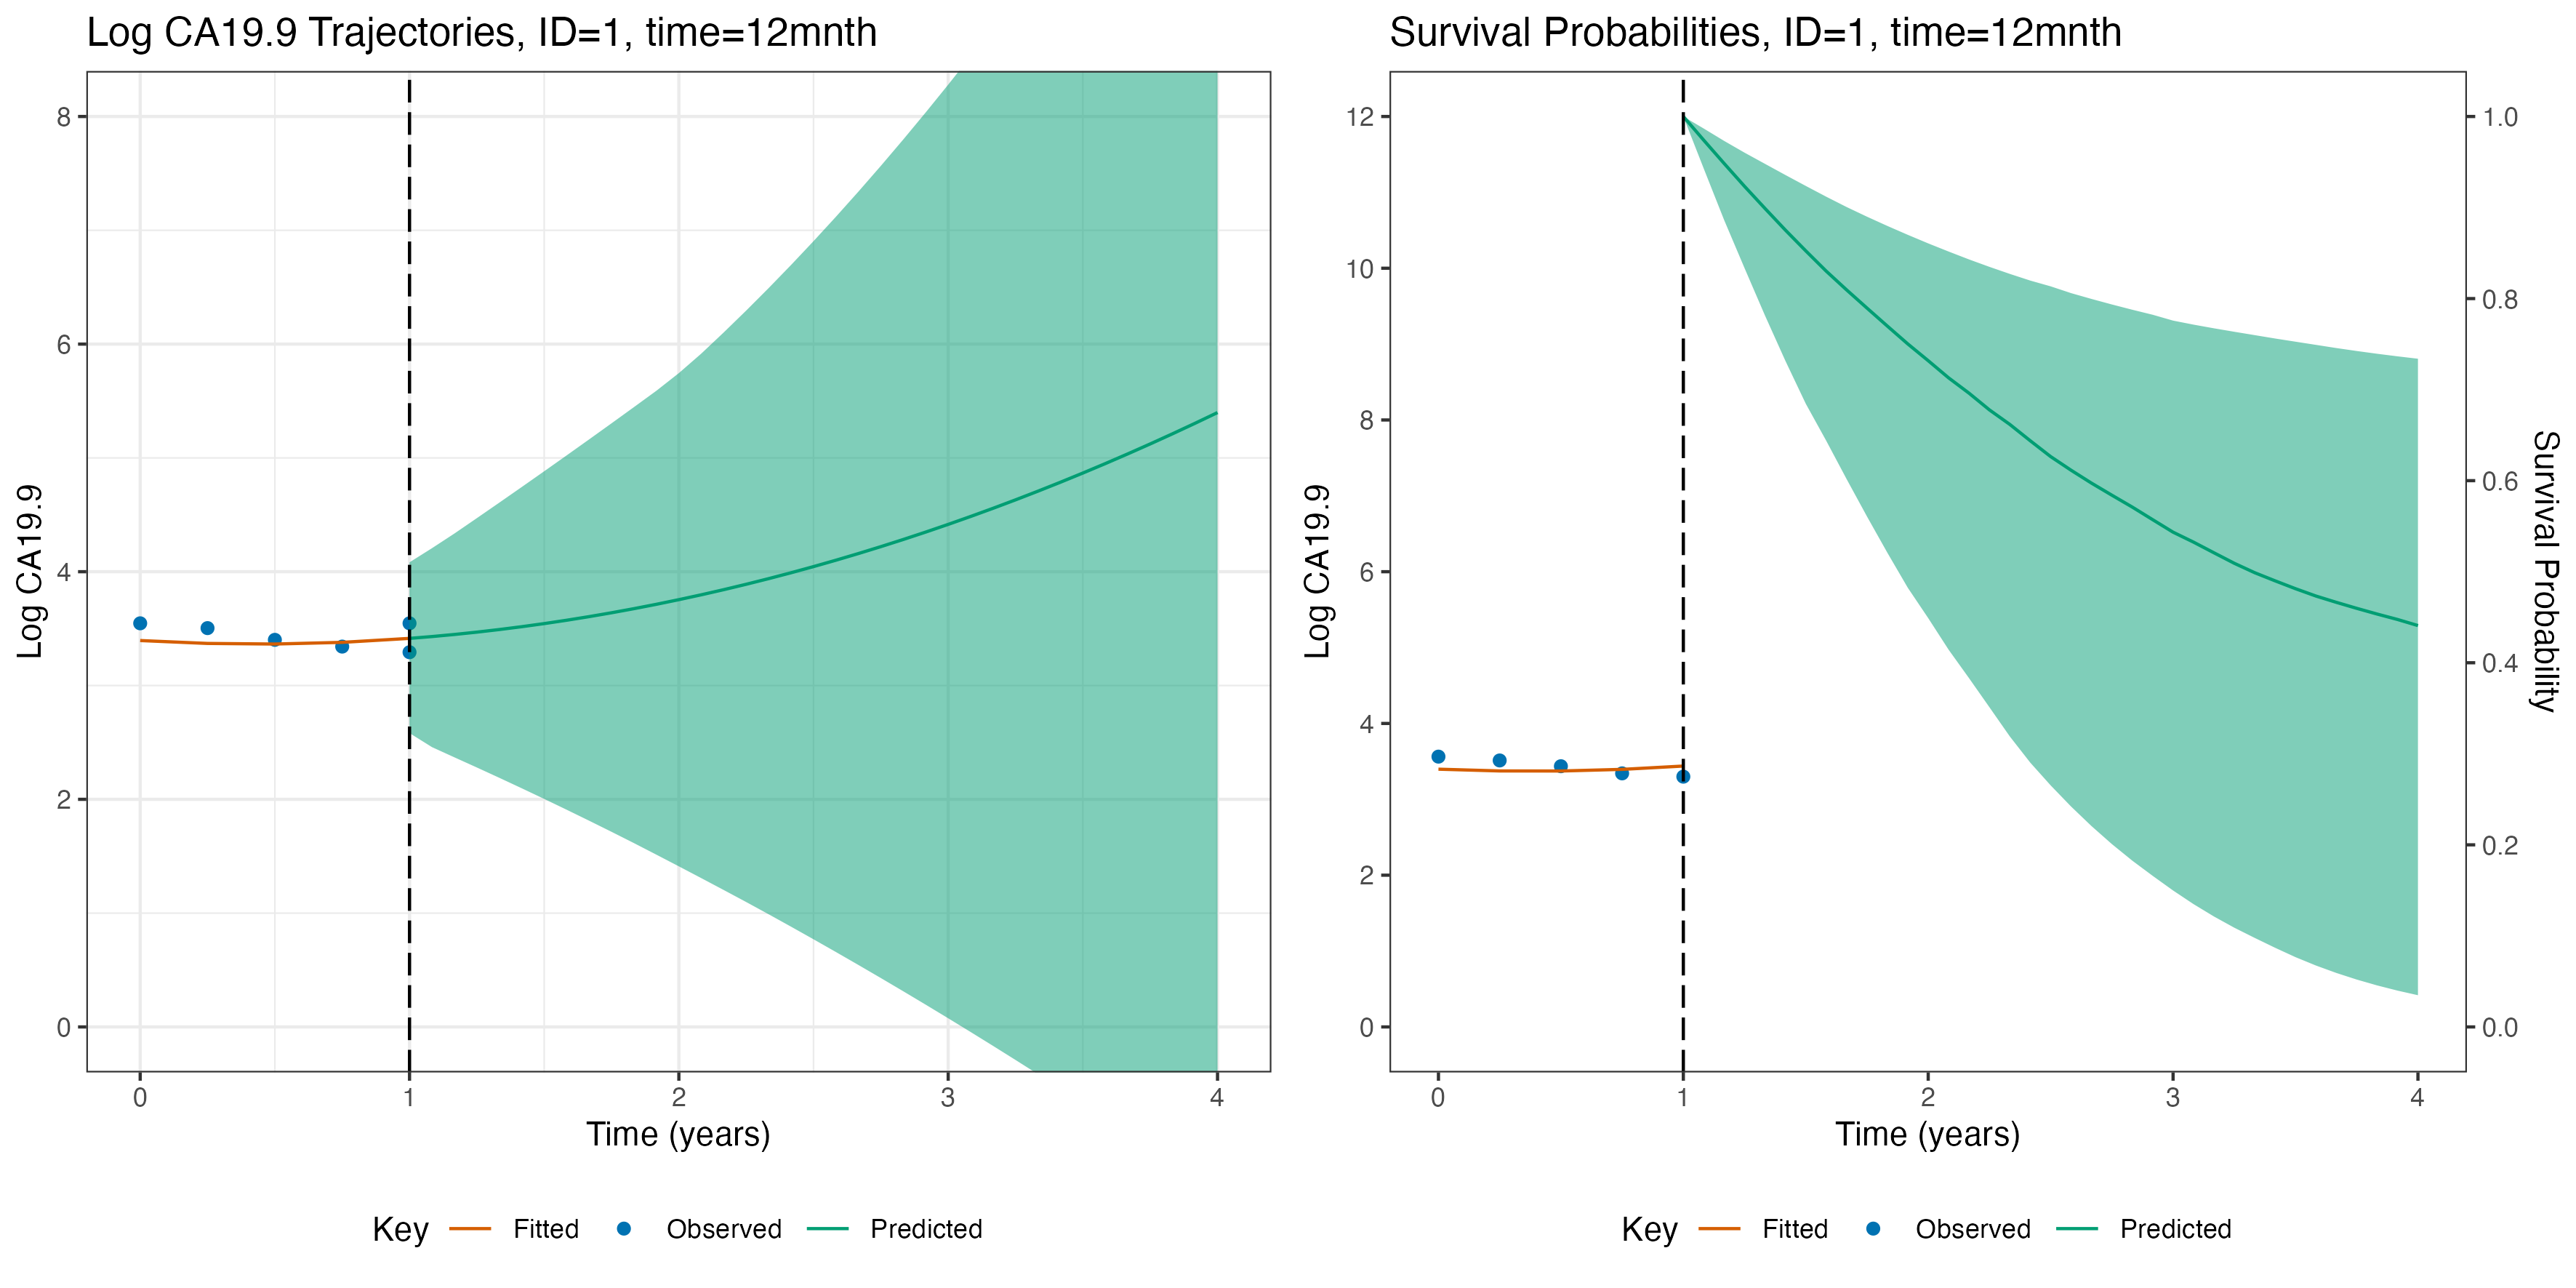 Log CA19.9 Trajectories, ID=1, time=12mnth
Log CA19.9
8
6
4
2
0
0 1 2 3 4
Time (years)
Key Fitted Observed Predicted
Survival Probabilities, ID=1, time=12mnth
Log CA19.9
12
10
8
6
4
2
0
1.0
0.8
0.6
0.4
0.2
0.0
Survival Probability
0 1 2 3 4
Time (years)
Key Fitted Observed Predicted